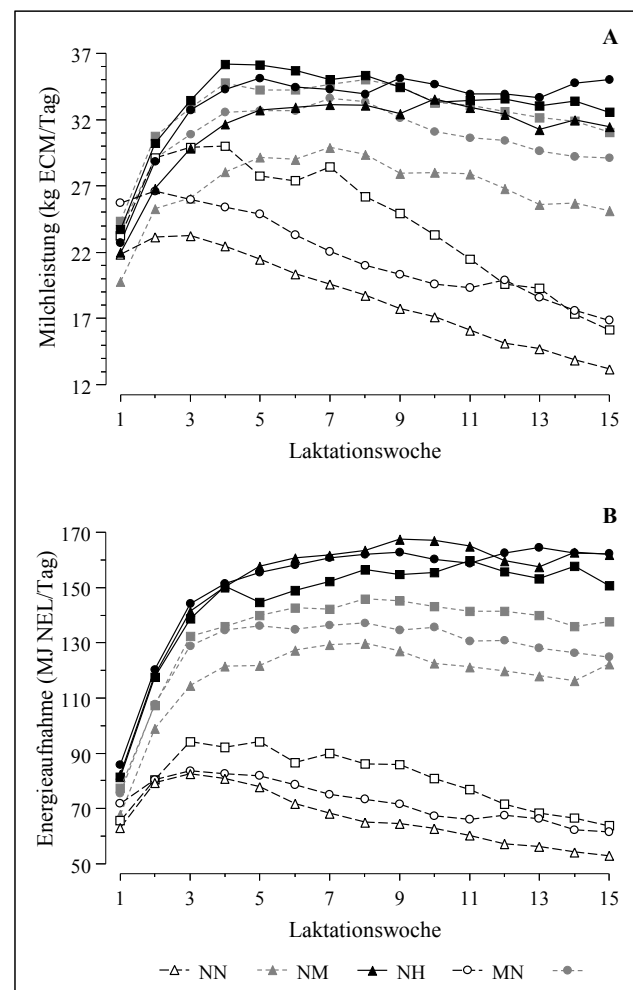 A
Milchleistung (kg ECM/Tag)
37
32
27
22
17
12
1 3 5 7 9 11 13 15
Laktationswoche
B
Energieaufnahme (MJ NEL/Tag)
170
150
130
110
90
70
50
1 3 5 7 9 11 13 15
Laktationswoche
NN NM NH MN